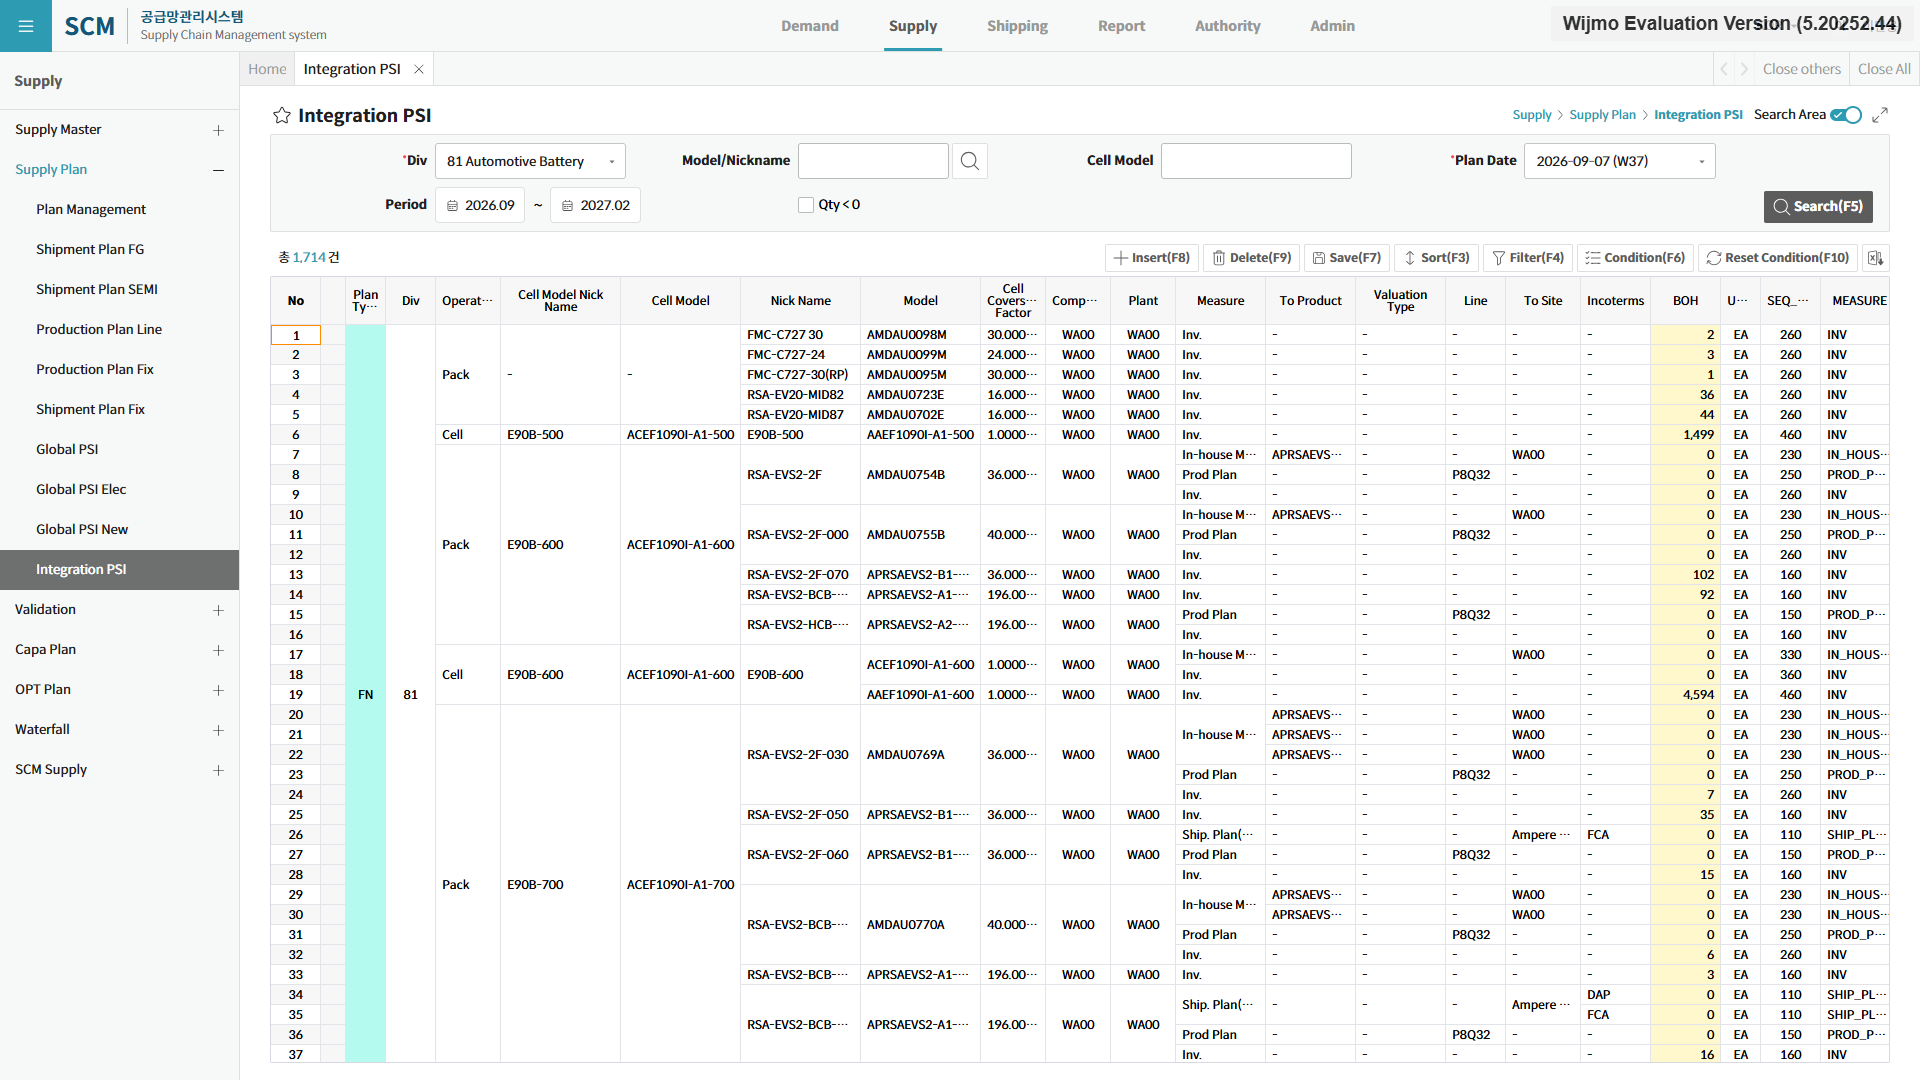 SCM 공급망관리시스템
Supply Chain Management system
Demand Supply Shipping Report Authority Admin
Wijmo Evaluation Version (5.20252.44)
Supply
Home Integration PSI Close others Close All
Supply Master
Supply Plan
Plan Management
Shipment Plan FG
Shipment Plan SEMI
Production Plan Line
Production Plan Fix
Shipment Plan Fix
Global PSI
Global PSI Elec
Global PSI New
Integration PSI
Validation
Capa Plan
OPT Plan
Waterfall
SCM Supply
Integration PSI
Supply > Supply Plan > Integration PSI Search Area
*Div 81 Automotive Battery Model/Nickname Cell Model *Plan Date 2026-09-07 (W37)
Period 2026.09 ~ 2027.02 Qty < 0 Search(F5)
총 1,714 건
Insert(F8) Delete(F9) Save(F7) Sort(F3) Filter(F4) Condition(F6) Reset Condition(F10)
No Plan Ty··· Div Operat··· Cell Model Nick Name Cell Model Nick Name Model Cell Covers··· Factor Comp··· Plant Measure To Product Valuation Type Line To Site Incoterms BOH U··· SEQ_··· MEASURE
FN 81
1 Pack - - FMC-C727 30 AMDAU0098M 30.000··· WA00 WA00 Inv. - - - - - 2 EA 260 INV
2 FMC-C727-24 AMDAU0099M 24.000··· WA00 WA00 Inv. - - - - - 3 EA 260 INV
3 FMC-C727-30(RP) AMDAU0095M 30.000··· WA00 WA00 Inv. - - - - - 1 EA 260 INV
4 RSA-EV20-MID82 AMDAU0723E 16.000··· WA00 WA00 Inv. - - - - - 36 EA 260 INV
5 RSA-EV20-MID87 AMDAU0702E 16.000··· WA00 WA00 Inv. - - - - - 44 EA 260 INV
6 Cell E90B-500 ACEF1090I-A1-500 E90B-500 AAEF1090I-A1-500 1.0000··· WA00 WA00 Inv. - - - - - 1,499 EA 460 INV
7 Pack E90B-600 ACEF1090I-A1-600 RSA-EVS2-2F AMDAU0754B 36.000··· WA00 WA00 In-house M··· APRSAEVS··· - - WA00 - 0 EA 230 IN_HOUS···
8 Prod Plan - - P8Q32 - - 0 EA 250 PROD_P···
9 Inv. - - - - - 0 EA 260 INV
10 RSA-EVS2-2F-000 AMDAU0755B 40.000··· WA00 WA00 In-house M··· APRSAEVS··· - - WA00 - 0 EA 230 IN_HOUS···
11 Prod Plan - - P8Q32 - - 0 EA 250 PROD_P···
12 Inv. - - - - - 0 EA 260 INV
13 RSA-EVS2-2F-070 APRSAEVS2-B1-··· 36.000··· WA00 WA00 Inv. - - - - - 102 EA 160 INV
14 RSA-EVS2-BCB-··· APRSAEVS2-A1-··· 196.00··· WA00 WA00 Inv. - - - - - 92 EA 160 INV
15 RSA-EVS2-HCB-··· APRSAEVS2-A2-··· 196.00··· WA00 WA00 Prod Plan - - P8Q32 - - 0 EA 150 PROD_P···
16 Inv. - - - - - 0 EA 160 INV
17 Cell E90B-600 ACEF1090I-A1-600 E90B-600 ACEF1090I-A1-600 1.0000··· WA00 WA00 In-house M··· - - - WA00 - 0 EA 330 IN_HOUS···
18 Inv. - - - - - 0 EA 360 INV
19 AAEF1090I-A1-600 1.0000··· WA00 WA00 Inv. - - - - - 4,594 EA 460 INV
20 Pack E90B-700 ACEF1090I-A1-700 RSA-EVS2-2F-030 AMDAU0769A 36.000··· WA00 WA00 In-house M··· APRSAEVS··· - - WA00 - 0 EA 230 IN_HOUS···
21 APRSAEVS··· - - WA00 - 0 EA 230 IN_HOUS···
22 APRSAEVS··· - - WA00 - 0 EA 230 IN_HOUS···
23 Prod Plan - - P8Q32 - - 0 EA 250 PROD_P···
24 Inv. - - - - - 7 EA 260 INV
25 RSA-EVS2-2F-050 APRSAEVS2-B1-··· 36.000··· WA00 WA00 Inv. - - - - - 35 EA 160 INV
26 RSA-EVS2-2F-060 APRSAEVS2-B1-··· 36.000··· WA00 WA00 Ship. Plan(··· - - - Ampere ··· FCA 0 EA 110 SHIP_PL···
27 Prod Plan - - P8Q32 - - 0 EA 150 PROD_P···
28 Inv. - - - - - 15 EA 160 INV
29 RSA-EVS2-BCB-··· AMDAU0770A 40.000··· WA00 WA00 In-house M··· APRSAEVS··· - - WA00 - 0 EA 230 IN_HOUS···
30 APRSAEVS··· - - WA00 - 0 EA 230 IN_HOUS···
31 Prod Plan - - P8Q32 - - 0 EA 250 PROD_P···
32 Inv. - - - - - 6 EA 260 INV
33 RSA-EVS2-BCB-··· APRSAEVS2-A1-··· 196.00··· WA00 WA00 Inv. - - - - - 3 EA 160 INV
34 RSA-EVS2-BCB-··· APRSAEVS2-A1-··· 196.00··· WA00 WA00 Ship. Plan(··· - - - Ampere ··· DAP 0 EA 110 SHIP_PL···
35 FCA 0 EA 110 SHIP_PL···
36 Prod Plan - - P8Q32 - - 0 EA 150 PROD_P···
37 Inv. - - - - - 16 EA 160 INV